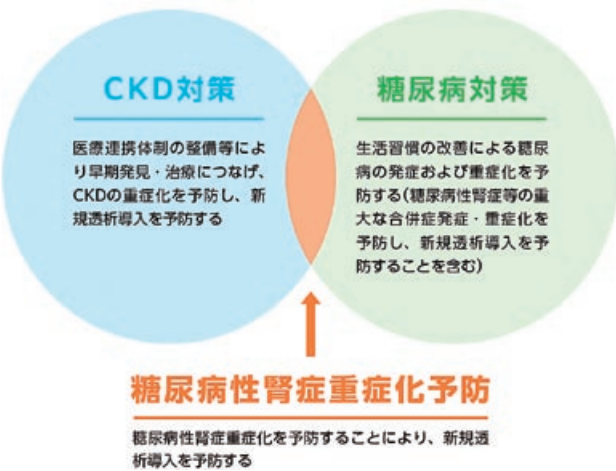 CKD対策
医療連携体制の整備等によ
り早期発見・治療につなげ、
CKDの重症化を予防し、新
規透析導入を予防する
糖尿病対策
生活習慣の改善による糖尿
病の発症および重症化を予
防する(糖尿病性腎症等の重
大な合併症発症・重症化を
予防し、新規透析導入を予
防することを含む)
糖尿病性腎症重症化予防
糖尿病性腎症重症化を予防することにより、新規透
析導入を予防する